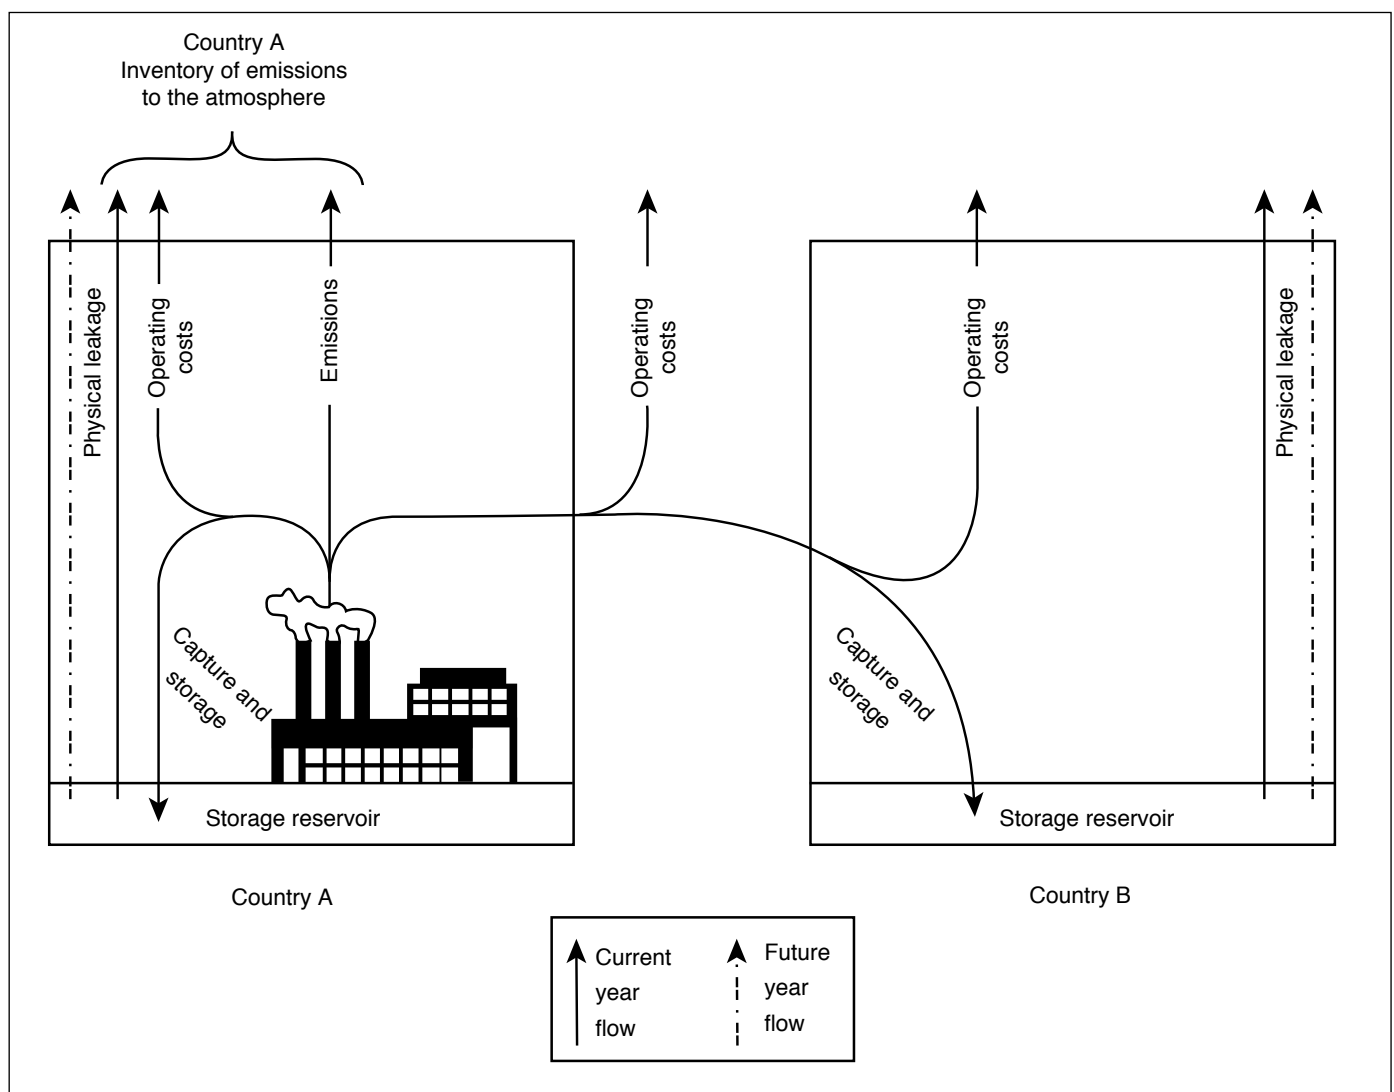 Country A
Inventory of emissions
to the atmosphere
Physical leakage
Operating
costs
Emissions
Operating
costs
Operating
costs
Physical leakage
Capture and
storage
Capture and
storage
Storage reservoir
Storage reservoir
Country A
Country B
Current
year
flow
Future
year
flow